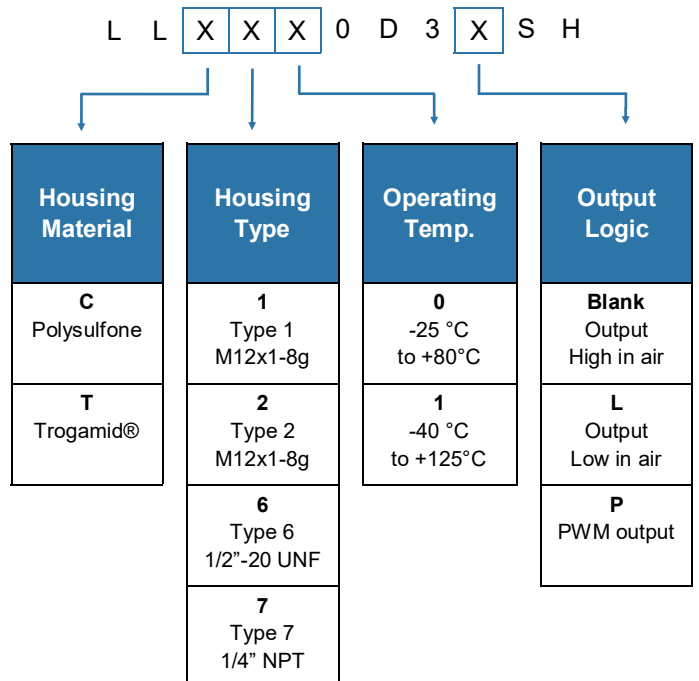 L L X X X 0 D 3 X S H
Housing
Material
C
Polysulfone
T
Trogamid®
Housing
Type
1
Type 1
M12x1-8g
2
Type 2
M12x1-8g
6
Type 6
1/2”-20 UNF
7
Type 7
1/4” NPT
Operating
Temp.
0
-25 °C
to +80°C
1
-40 °C
to +125°C
Output
Logic
Blank
Output
High in air
L
Output
Low in air
P
PWM output